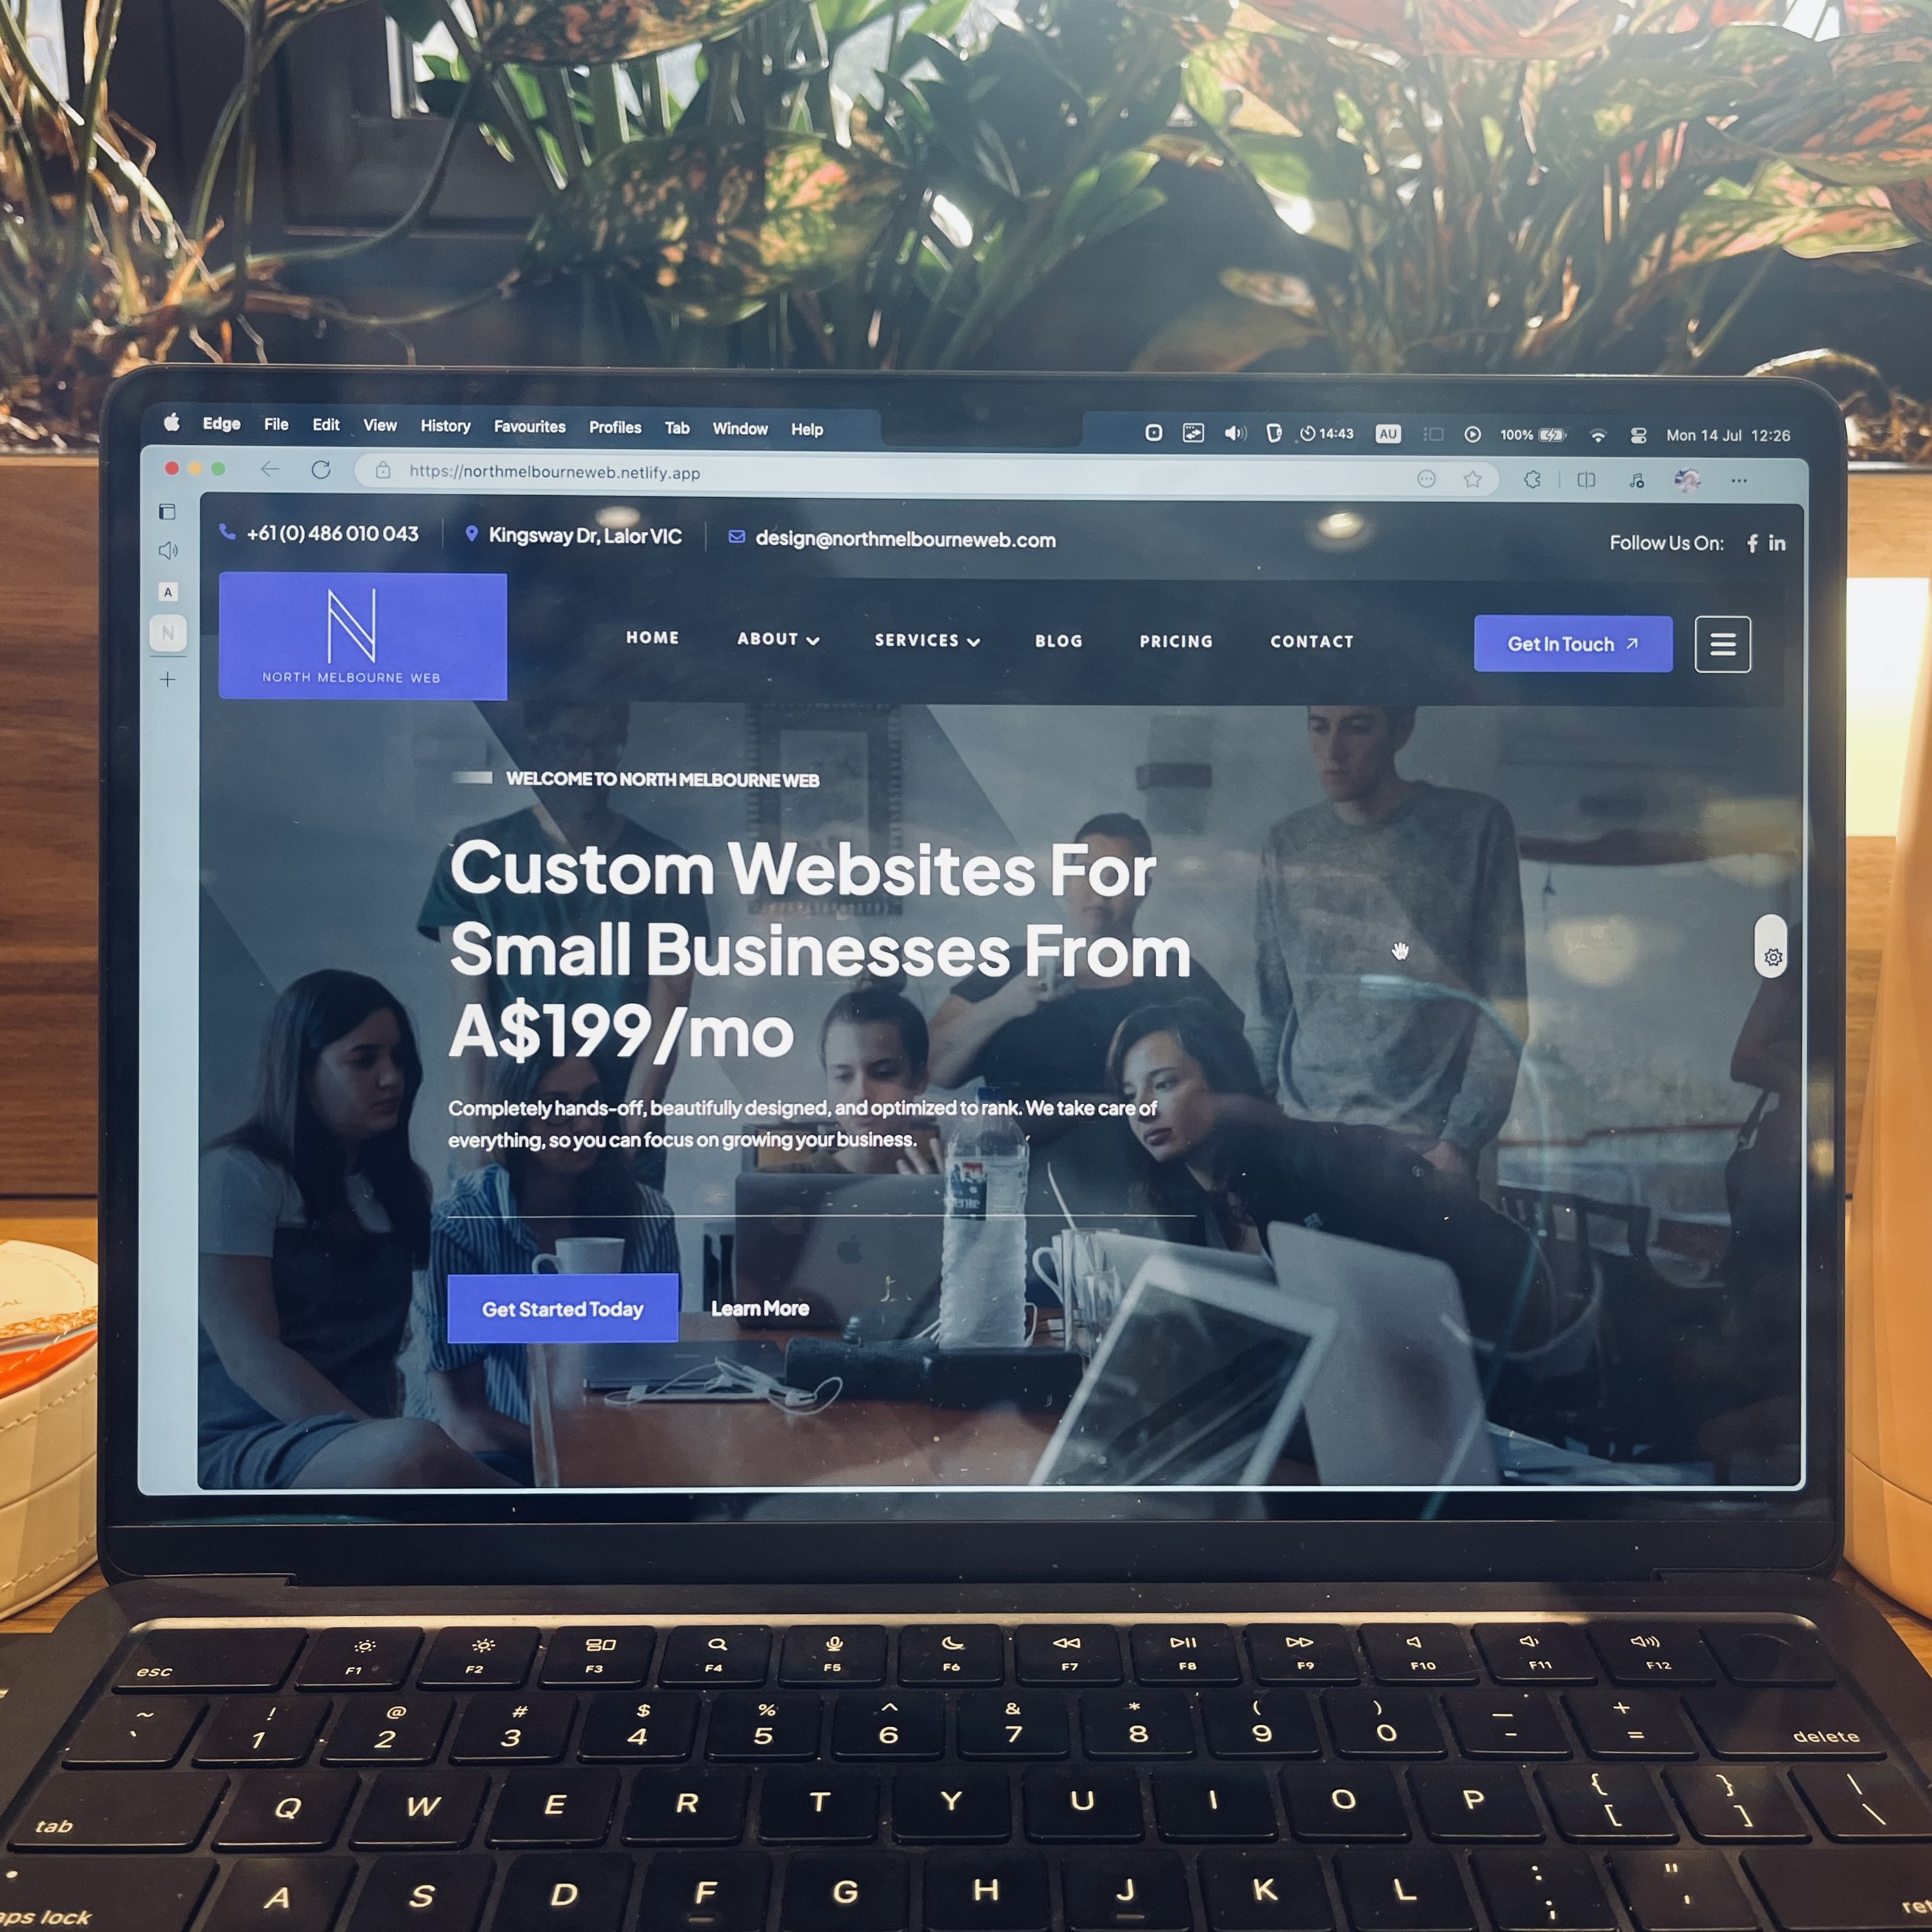 Edge File Edit View History Favourites Profiles Tab Window Help
14:43 AU 100% Mon 14 Jul 12:26
https://northmelbourneweb.netlify.app
A
+61 (0) 486 010 043
Kingsway Dr, Lalor VIC
design@northmelbourneweb.com
Follow Us On:
N
NORTH MELBOURNE WEB
HOME ABOUT SERVICES BLOG PRICING CONTACT
Get In Touch
WELCOME TO NORTH MELBOURNE WEB
Custom Websites For
Small Businesses From
A$199/mo
Completely hands-off, beautifully designed, and optimized to rank. We take care of
everything, so you can focus on growing your business.
Get Started Today
Learn More
esc F1 F2 F3 F4 F5 F6 F7 F8 F9 F10 F11 F12
~ ! @ # $ % ^ & * ( ) — +
` 1 2 3 4 5 6 7 8 9 0 - = delete
tab Q W E R T Y U I O P { [ } ] | \
aps lock A S D F G H J K L : ; " ' ret